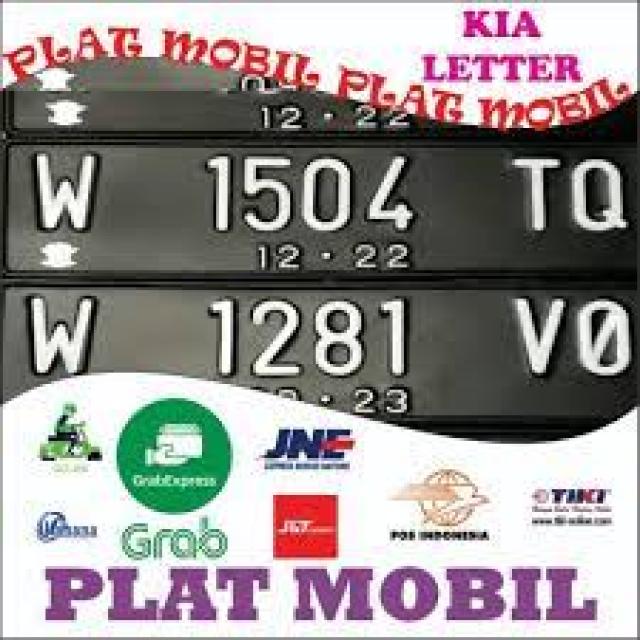 KIA
LETTER
PLAT MOBIL PLAT MOBIL
12 · 22
W 1504 TQ
12 · 22
W 1281 VØ
23
GrabExpress
JNE
Grab
J&T
POS INDONESIA
TIKI
PLAT MOBIL